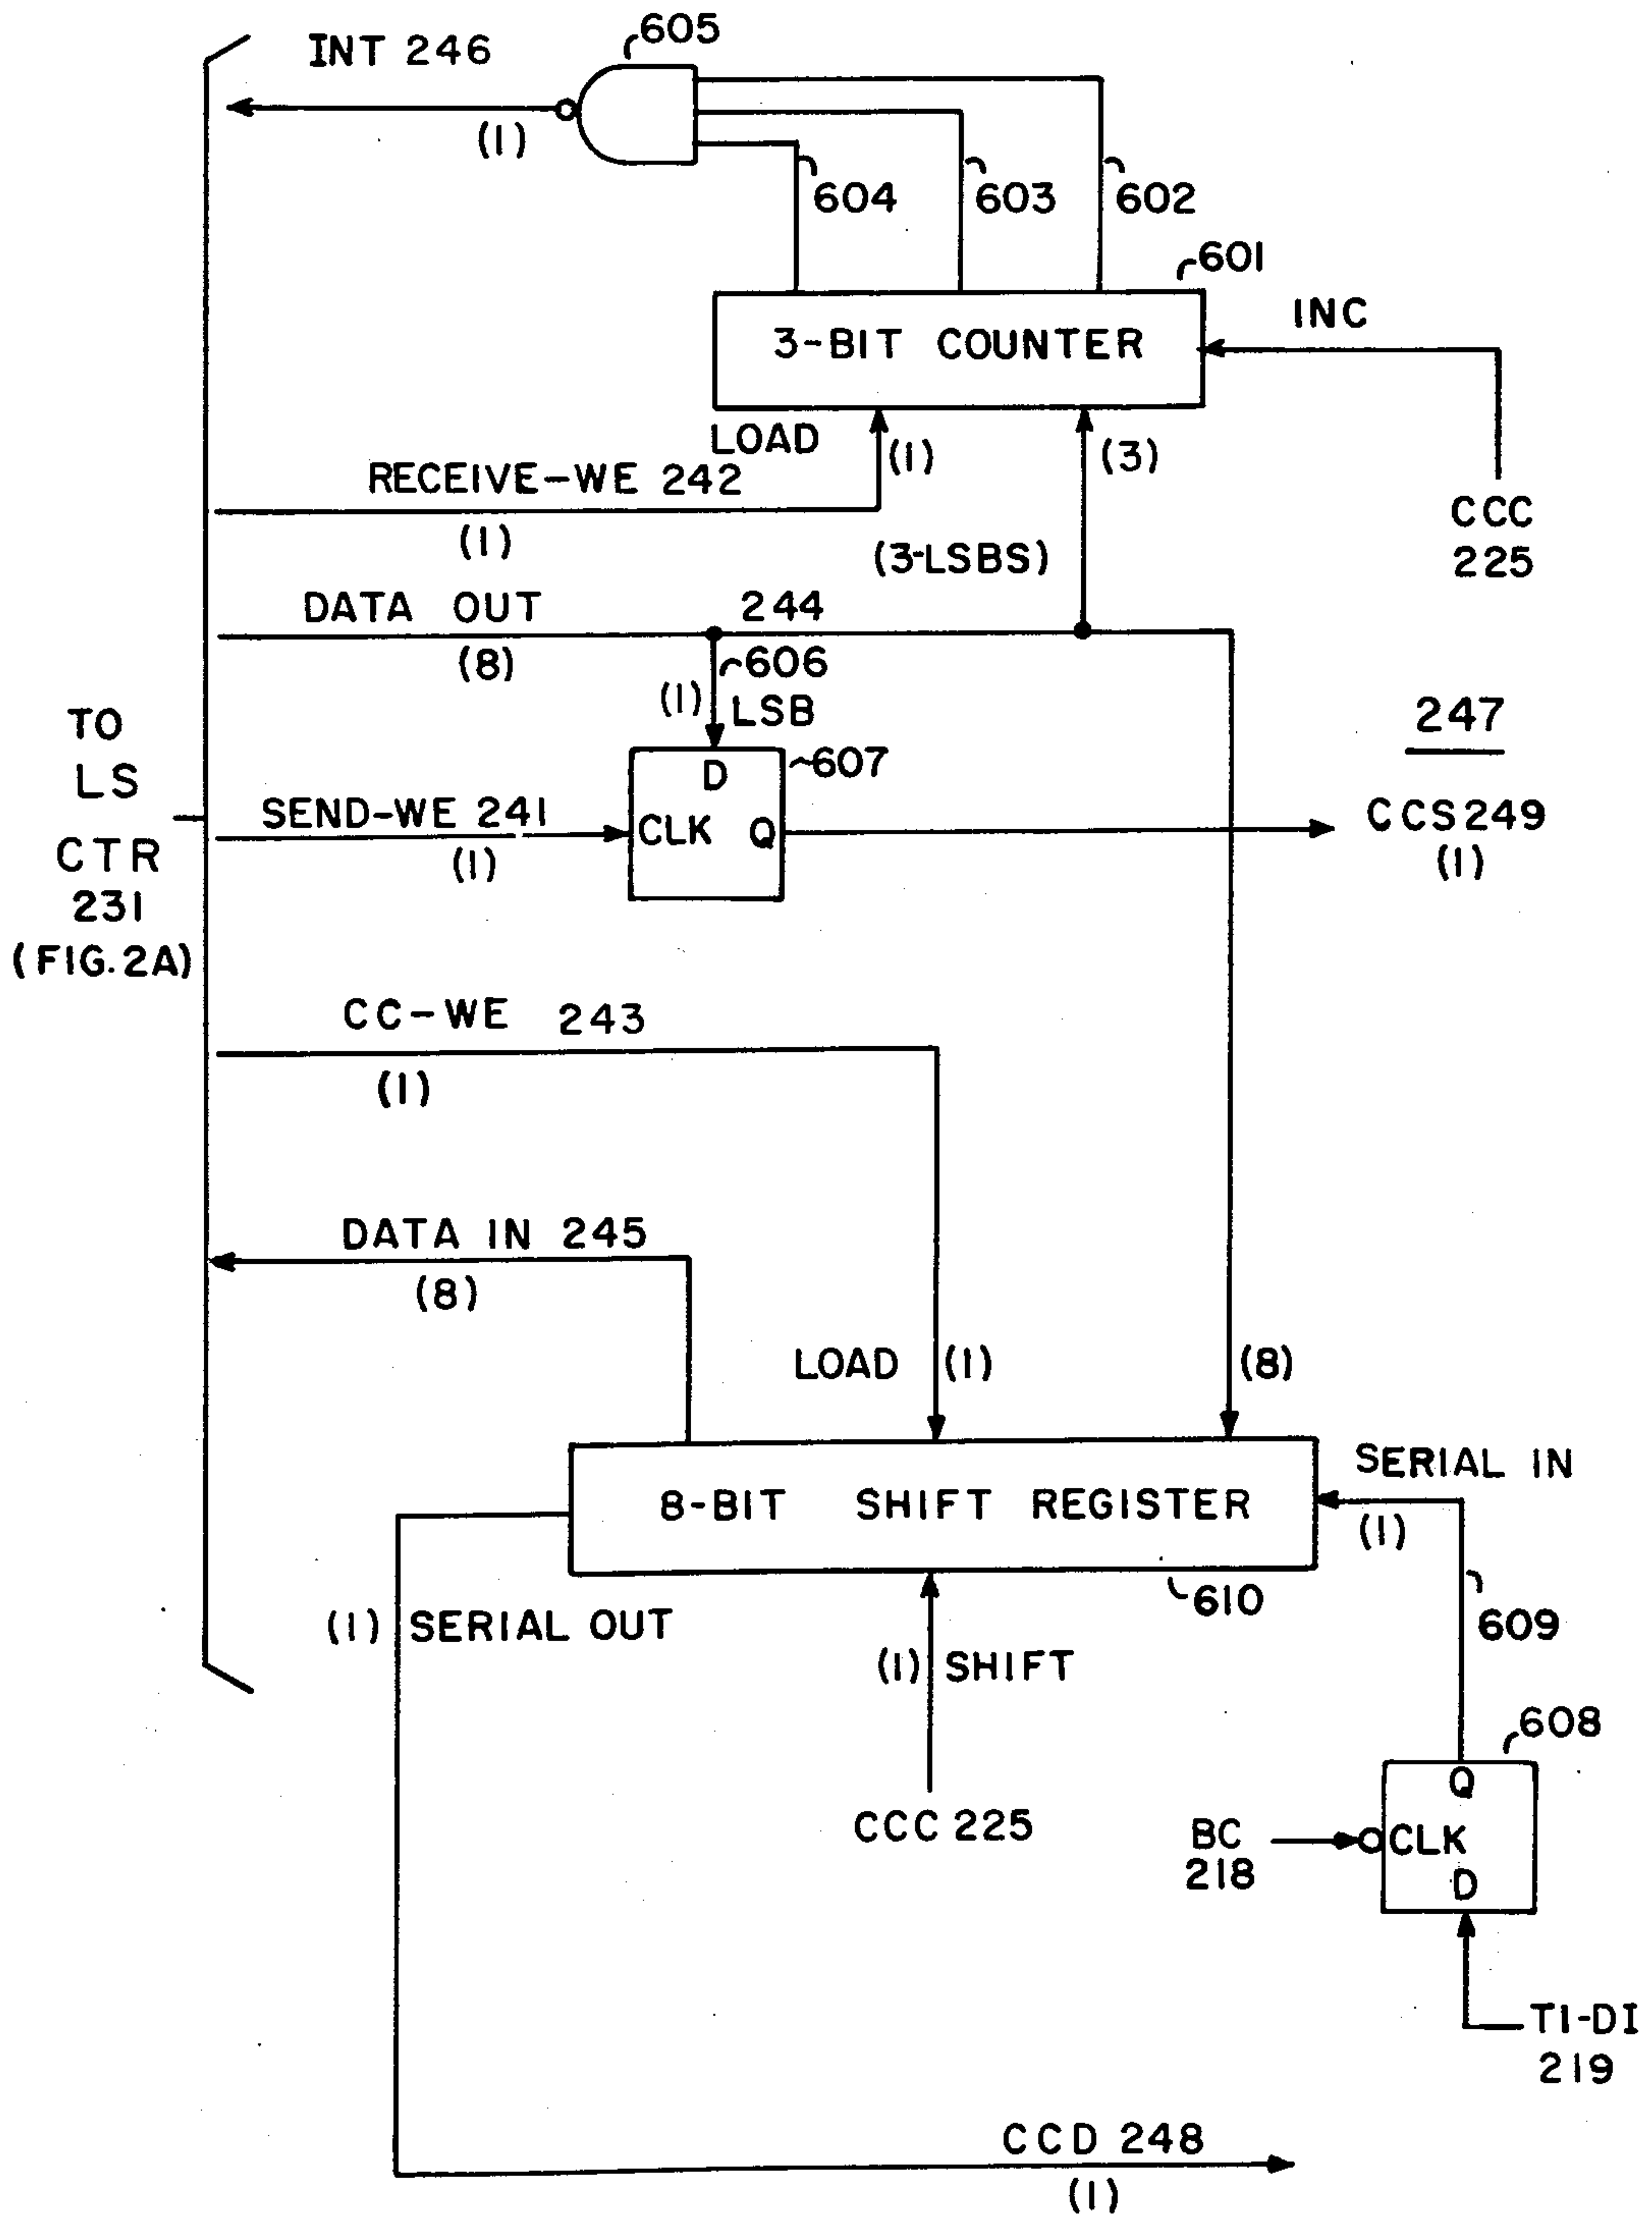 605
INT 246
(1)
604
603
602
601
INC
3-BIT COUNTER
LOAD
(1)
(3)
RECEIVE-WE 242
(1)
CCC
225
(3-LSBS)
DATA OUT
244
(8)
606
(1)
LSB
TO
LS
CTR
231
(FIG. 2A)
247
D
607
SEND-WE 241
CLK
Q
CCS249
(1)
(1)
CC-WE 243
(1)
DATA IN 245
(8)
LOAD
(1)
(8)
SERIAL IN
8-BIT SHIFT REGISTER
(1)
610
609
(1) SERIAL OUT
(1) SHIFT
608
Q
CCC 225
BC
218
CLK
D
T1-DI
219
CCD 248
(1)